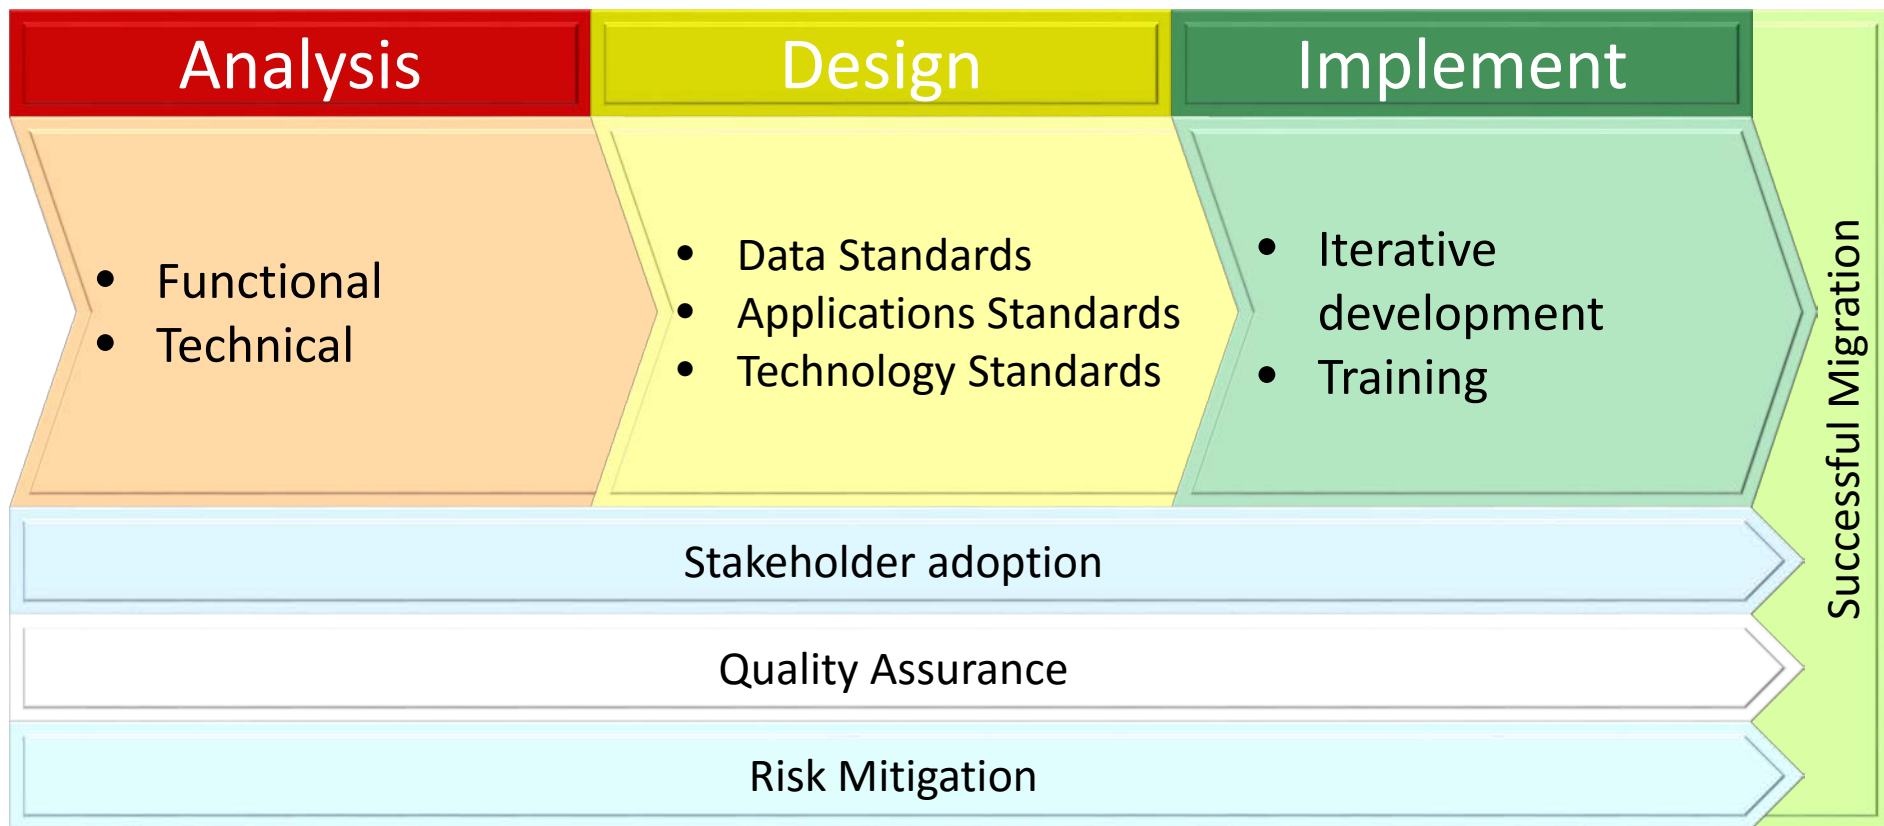 Analysis
Design
Implement
• Functional
• Technical
• Data Standards
• Applications Standards
• Technology Standards
• Iterative
development
• Training
Successful Migration
Stakeholder adoption
Quality Assurance
Risk Mitigation